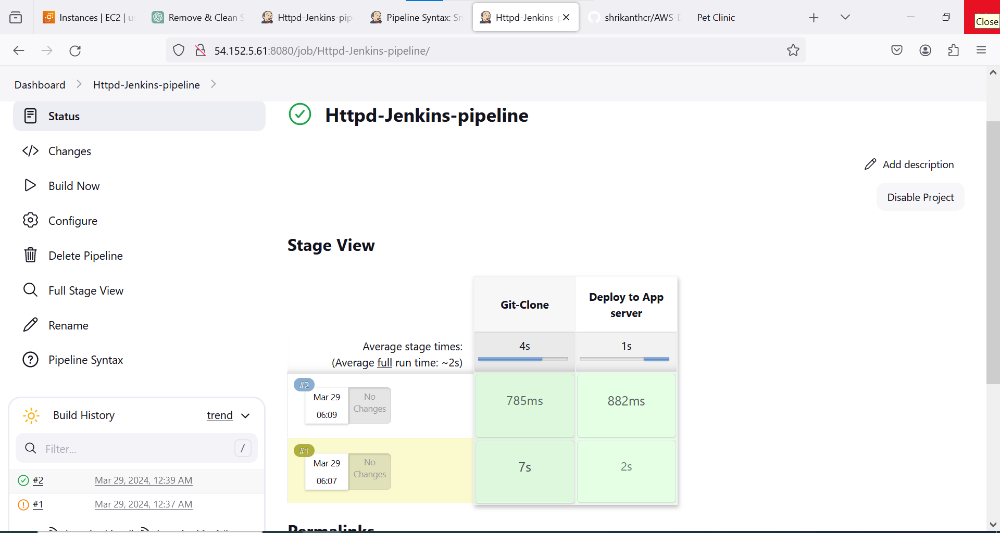 Instances | EC2 | us
Remove & Clean S
Httpd-Jenkins-pip
Pipeline Syntax: Sn
Httpd-Jenkins-p
shrikanthcr/AWS-D
Pet Clinic
Close
54.152.5.61:8080/job/Httpd-Jenkins-pipeline/
Dashboard
Httpd-Jenkins-pipeline
Status
Changes
Build Now
Configure
Delete Pipeline
Full Stage View
Rename
Pipeline Syntax
Build History
trend
Filter...
/
#2
Mar 29, 2024, 12:39 AM
#1
Mar 29, 2024, 12:37 AM
Httpd-Jenkins-pipeline
Add description
Disable Project
Stage View
Git-Clone
Deploy to App
server
Average stage times:
(Average full run time: ~2s)
4s
1s
#2
Mar 29
06:09
No
Changes
785ms
882ms
#1
Mar 29
06:07
No
Changes
7s
2s
Permalinks